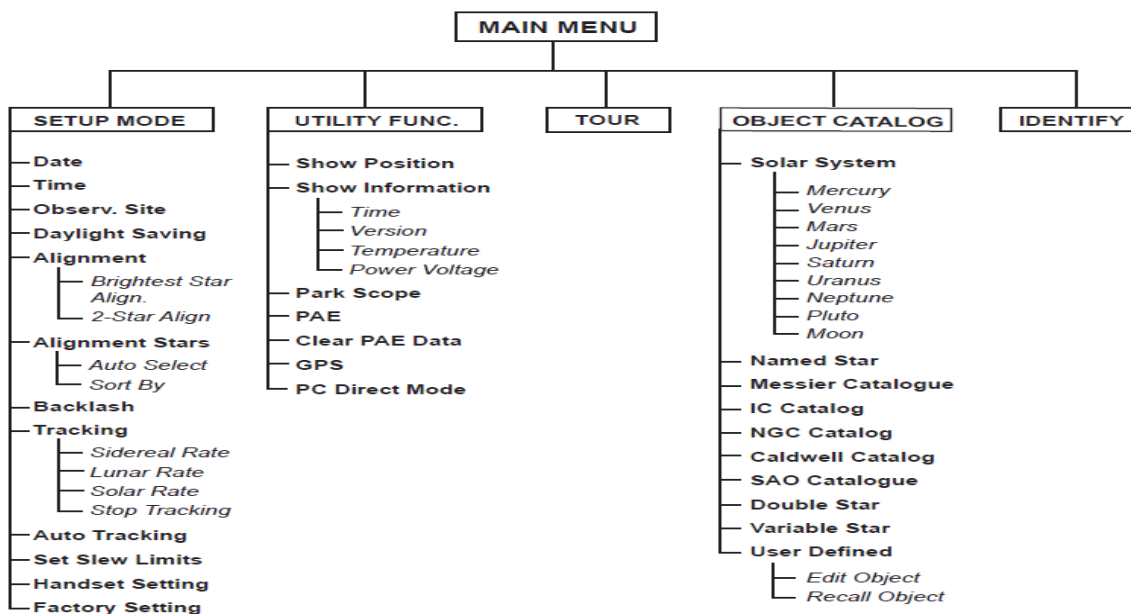 MAIN MENU
SETUP MODE
Date
Time
Observ. Site
Daylight Saving
Alignment
Brightest Star
Align.
2-Star Align
Alignment Stars
Auto Select
Sort By
Backlash
Tracking
Sidereal Rate
Lunar Rate
Solar Rate
Stop Tracking
Auto Tracking
Set Slew Limits
Handset Setting
Factory Setting
UTILITY FUNC.
Show Position
Show Information
Time
Version
Temperature
Power Voltage
Park Scope
PAE
Clear PAE Data
GPS
PC Direct Mode
TOUR
OBJECT CATALOG
Solar System
Mercury
Venus
Mars
Jupiter
Saturn
Uranus
Neptune
Pluto
Moon
Named Star
Messier Catalogue
IC Catalog
NGC Catalog
Caldwell Catalog
SAO Catalogue
Double Star
Variable Star
User Defined
Edit Object
Recall Object
IDENTIFY